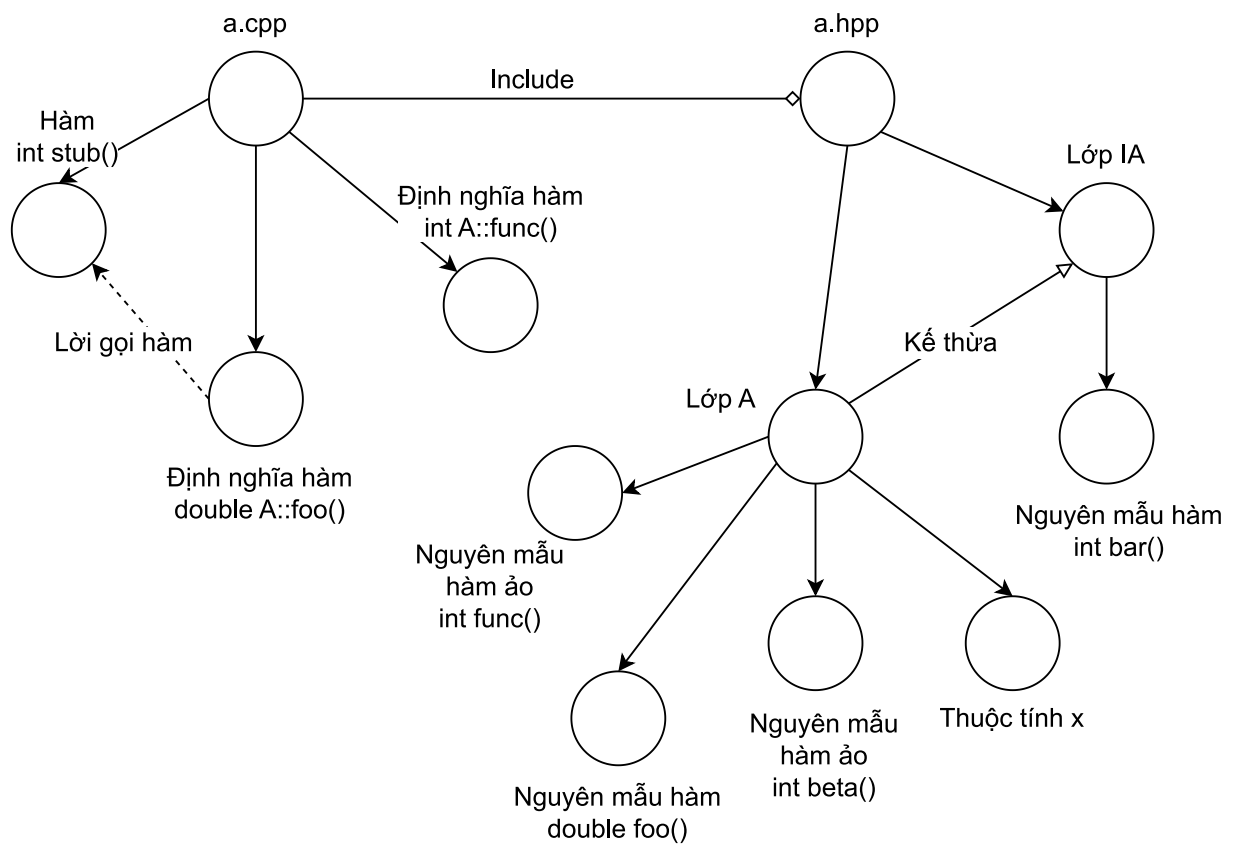 a.cpp
a.hpp
Include
Hàm
int stub()
Lớp IA
Định nghĩa hàm
int A::func()
Lời gọi hàm
Kế thừa
Lớp A
Định nghĩa hàm
double A::foo()
Nguyên mẫu hàm
int bar()
Nguyên mẫu
hàm ảo
int func()
Thuộc tính x
Nguyên mẫu
hàm ảo
int beta()
Nguyên mẫu hàm
double foo()